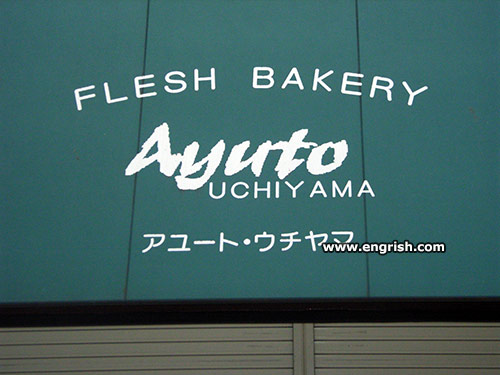 FLESH BAKERY
Ayuto
UCHIYAMA
アユート・ウチヤマ
www.engrish.com